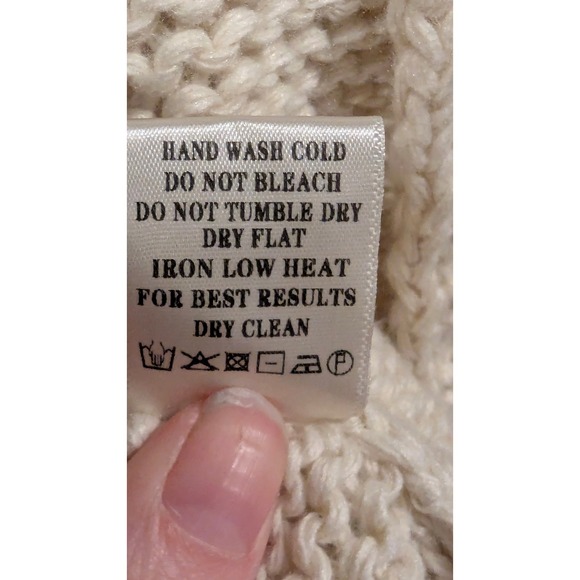 HAND WASH COLD
DO NOT BLEACH
DO NOT TUMBLE DRY
DRY FLAT
IRON LOW HEAT
FOR BEST RESULTS
DRY CLEAN
P